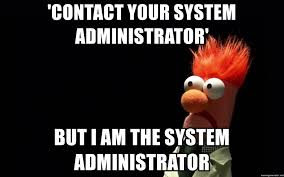 'CONTACT YOUR SYSTEM
ADMINISTRATOR'
BUT I AM THE SYSTEM
ADMINISTRATOR